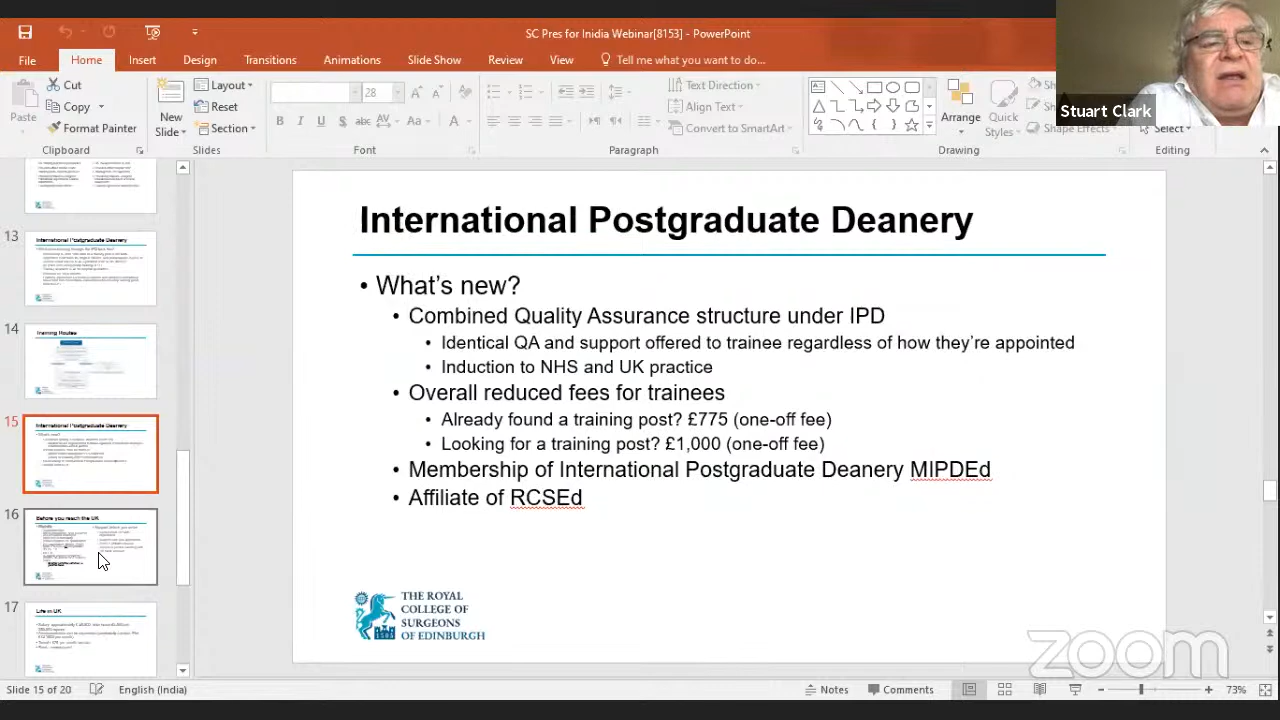 SC Pres for Inidia Webinar[8153] - PowerPoint
File Home Insert Design Transitions Animations Slide Show Review View Tell me what you want to do...
Stuart Clark
Cut
Copy
Format Painter
Paste
New
Slide
Layout
Reset
Section
28
Text Direction
Align Text
Convert to SmartArt
Arrange
Quick
Styles
Shape Effects
Select
Clipboard Slides Font Paragraph Drawing Editing
13
International Postgraduate Deanery
14
Training Routes
15
International Postgraduate Deanery
16
Before you reach the UK
17
Life in UK
International Postgraduate Deanery
• What's new?
• Combined Quality Assurance structure under IPD
• Identical QA and support offered to trainee regardless of how they're appointed
• Induction to NHS and UK practice
• Overall reduced fees for trainees
• Already found a training post? £775 (one-off fee)
• Looking for a training post? £1,000 (one-off fee)
• Membership of International Postgraduate Deanery MIPDEd
• Affiliate of RCSEd
THE ROYAL
COLLEGE OF
SURGEONS
OF EDINBURGH
zoom
Slide 15 of 20 English (India) Notes Comments 73%